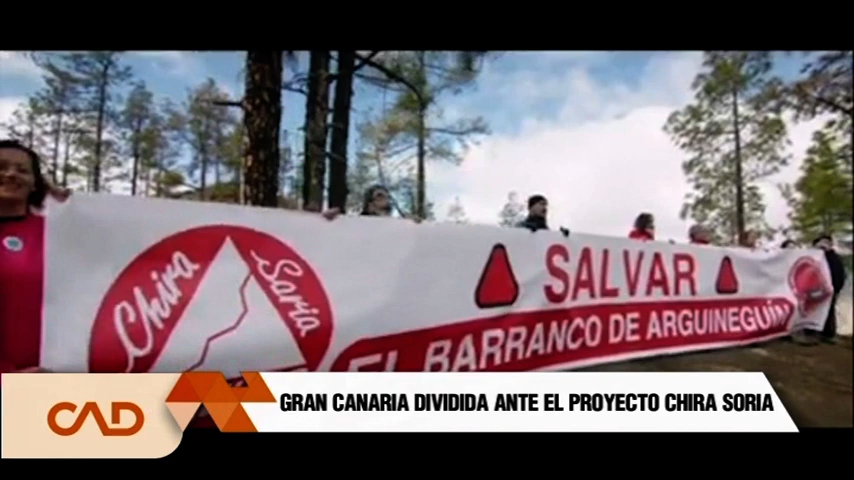 Chira
Soria
SALVAR
EL BARRANCO DE ARGUINEGUÍN
CAD
GRAN CANARIA DIVIDIDA ANTE EL PROYECTO CHIRA SORIA